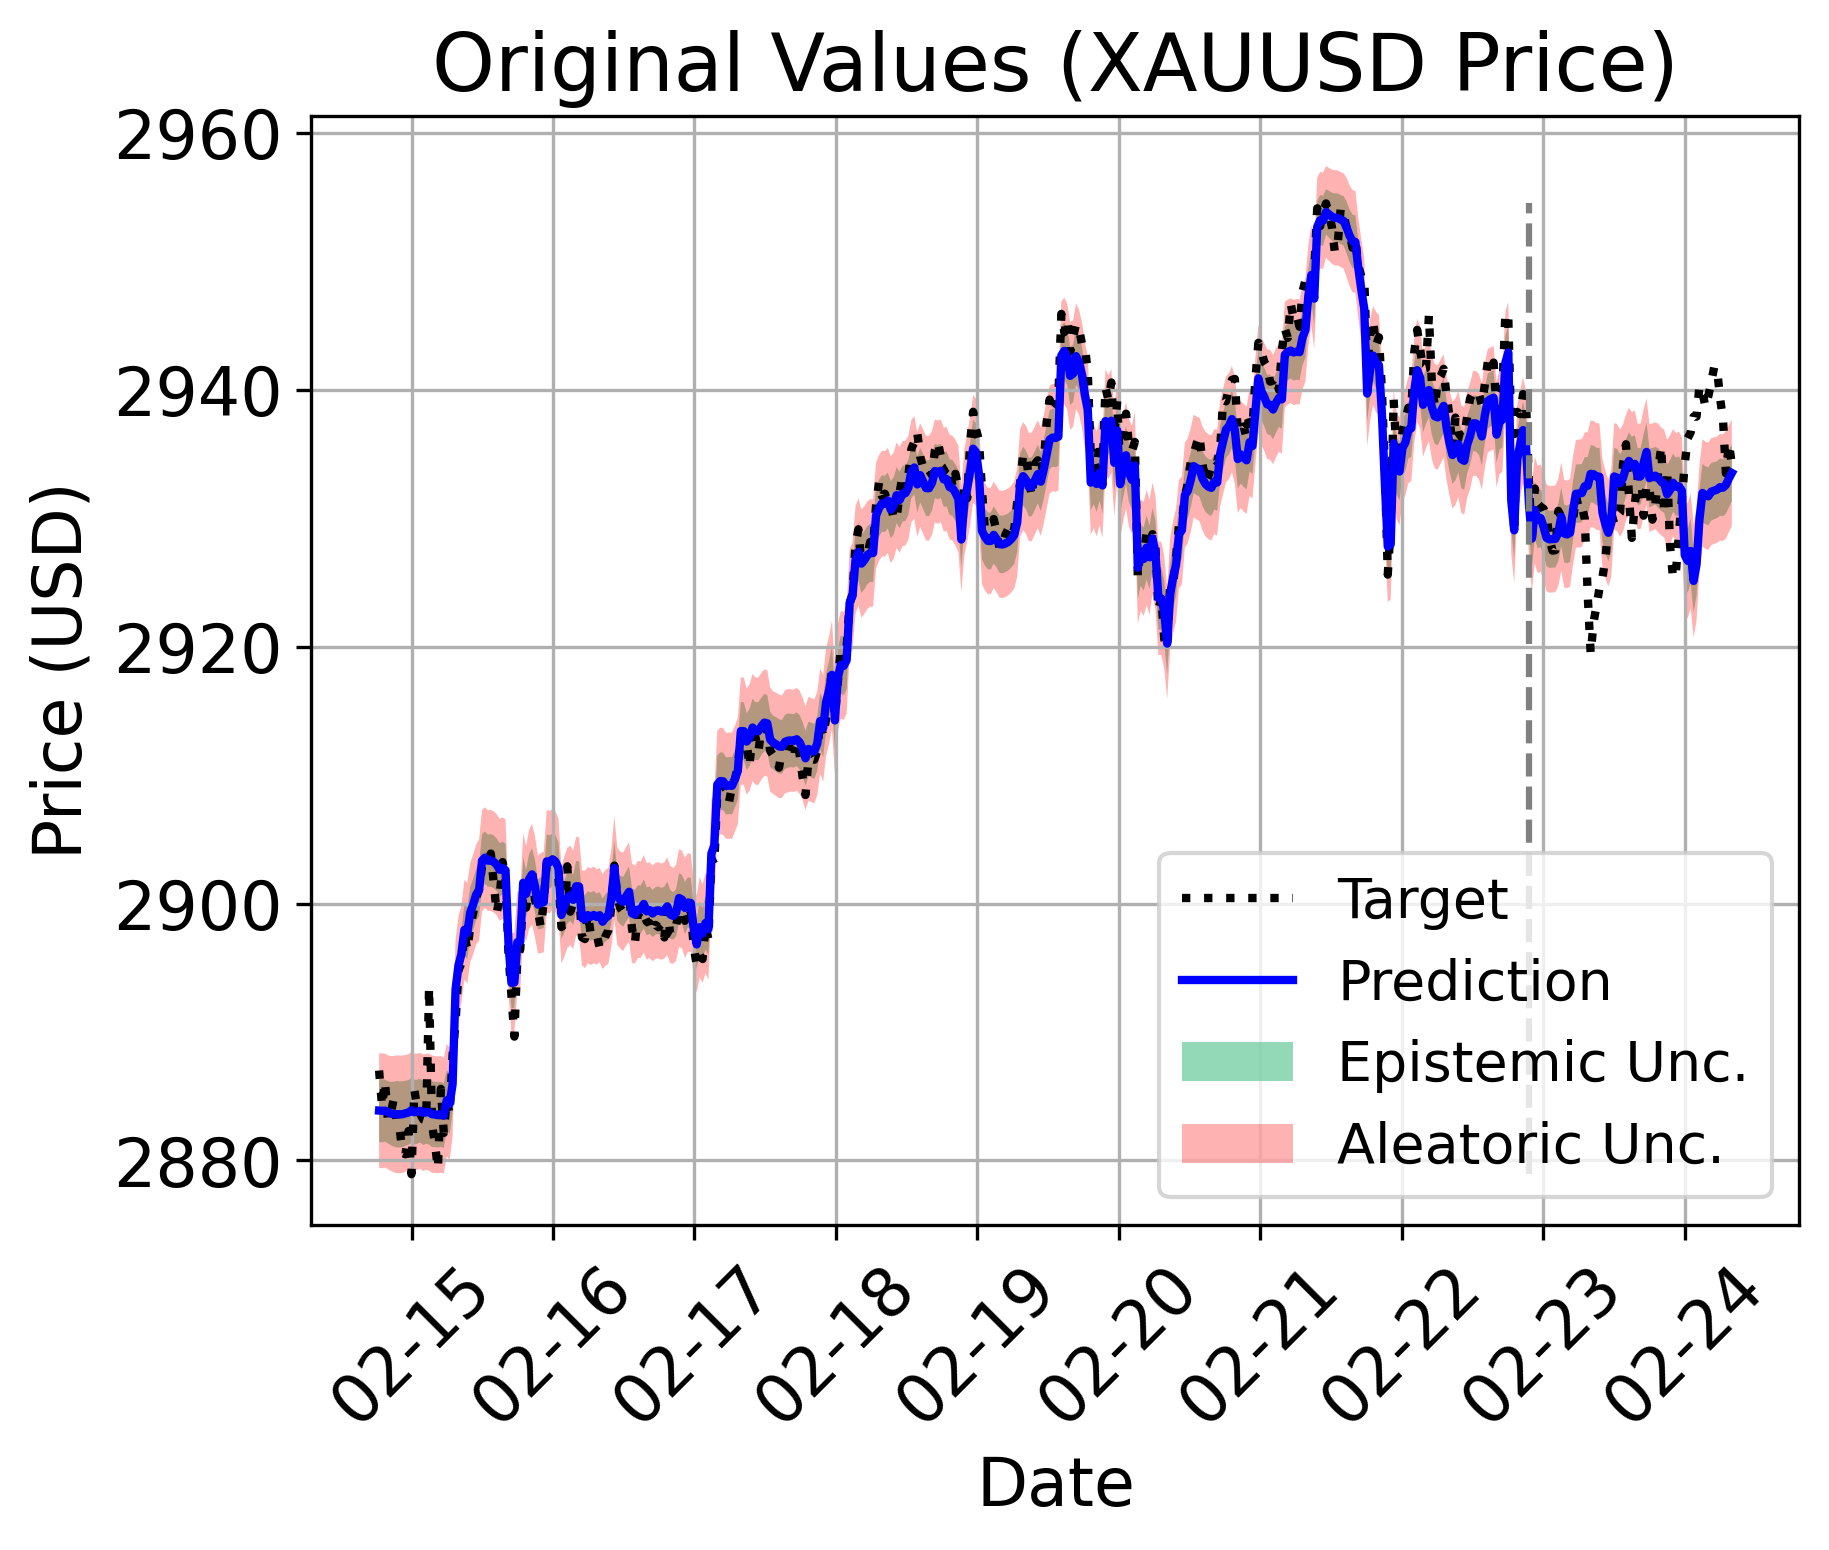 Original Values (XAUUSD Price)
2960
2940
2920
2900
2880
Price (USD)
Target
Prediction
Epistemic Unc.
Aleatoric Unc.
02-15
02-16
02-17
02-18
02-19
02-20
02-21
02-22
02-23
02-24
Date